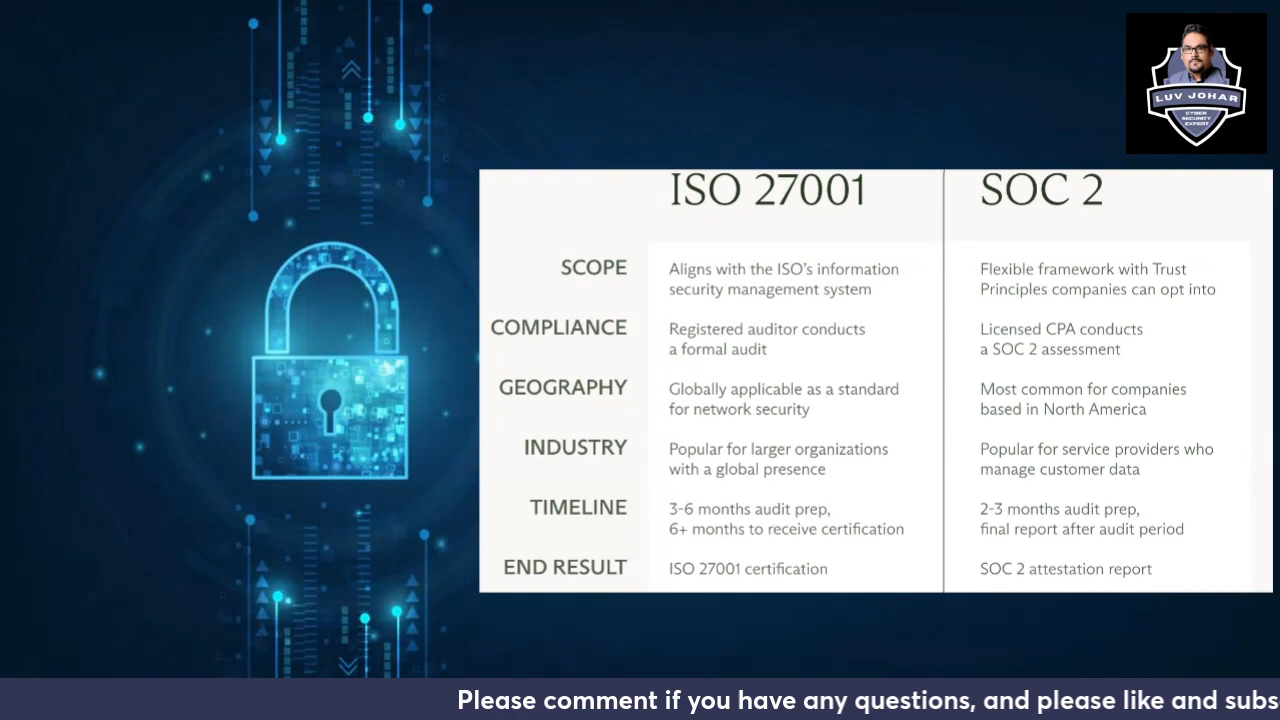 LUV JOHAR
CYBER
SECURITY
EXPERT
ISO 27001 SOC 2
SCOPE
Aligns with the ISO's information
security management system
Flexible framework with Trust
Principles companies can opt into
COMPLIANCE
Registered auditor conducts
a formal audit
Licensed CPA conducts
a SOC 2 assessment
GEOGRAPHY
Globally applicable as a standard
for network security
Most common for companies
based in North America
INDUSTRY
Popular for larger organizations
with a global presence
Popular for service providers who
manage customer data
TIMELINE
3-6 months audit prep,
6+ months to receive certification
2-3 months audit prep,
final report after audit period
END RESULT
ISO 27001 certification
SOC 2 attestation report
Please comment if you have any questions, and please like and subs